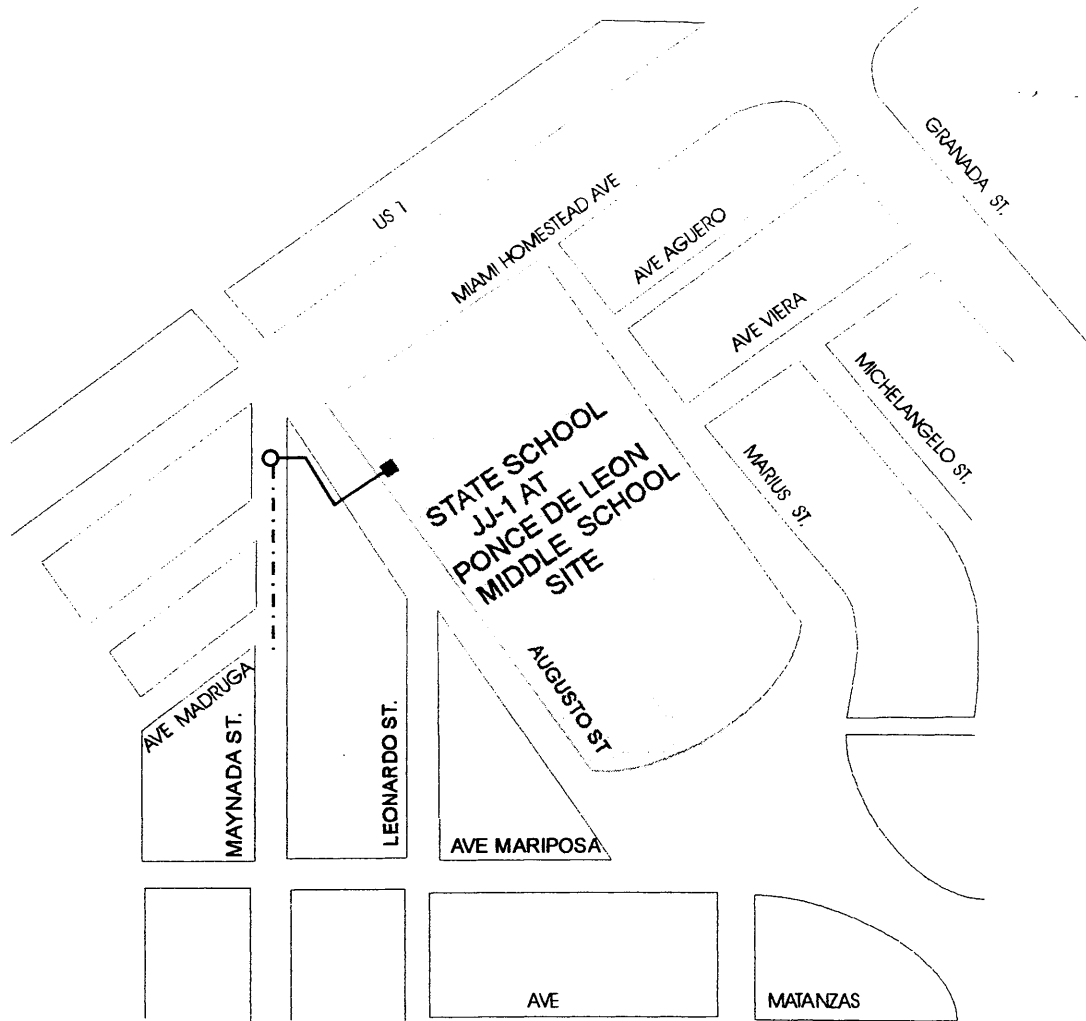 GRANADA ST.
US 1
MIAMI HOMESTEAD AVE
AVE AGUERO
AVE VIERA
MICHELANGELO ST.
MARIUS ST.
STATE SCHOOL
JJ-1 AT
PONCE DE LEON
MIDDLE SCHOOL
SITE
AUGUSTO ST
AVE MADRUGA
MAYNADA ST.
LEONARDO ST.
AVE MARIPOSA
AVE
MATANZAS